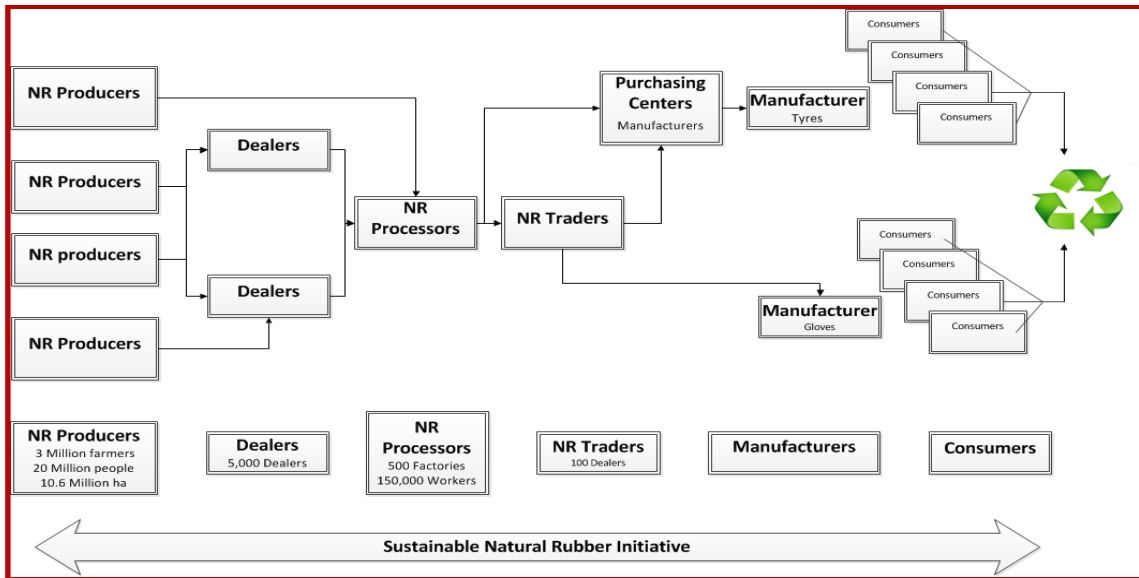 NR Producers
NR Producers
NR producers
NR Producers
Dealers
Dealers
NR
Processors
NR Traders
Purchasing
Centers
Manufacturers
Manufacturer
Tyres
Manufacturer
Gloves
Consumers
Consumers
Consumers
Consumers
Consumers
Consumers
Consumers
Consumers
NR Producers
3 Million farmers
20 Million people
10.6 Million ha
Dealers
5,000 Dealers
NR
Processors
500 Factories
150,000 Workers
NR Traders
100 Dealers
Manufacturers
Consumers
Sustainable Natural Rubber Initiative